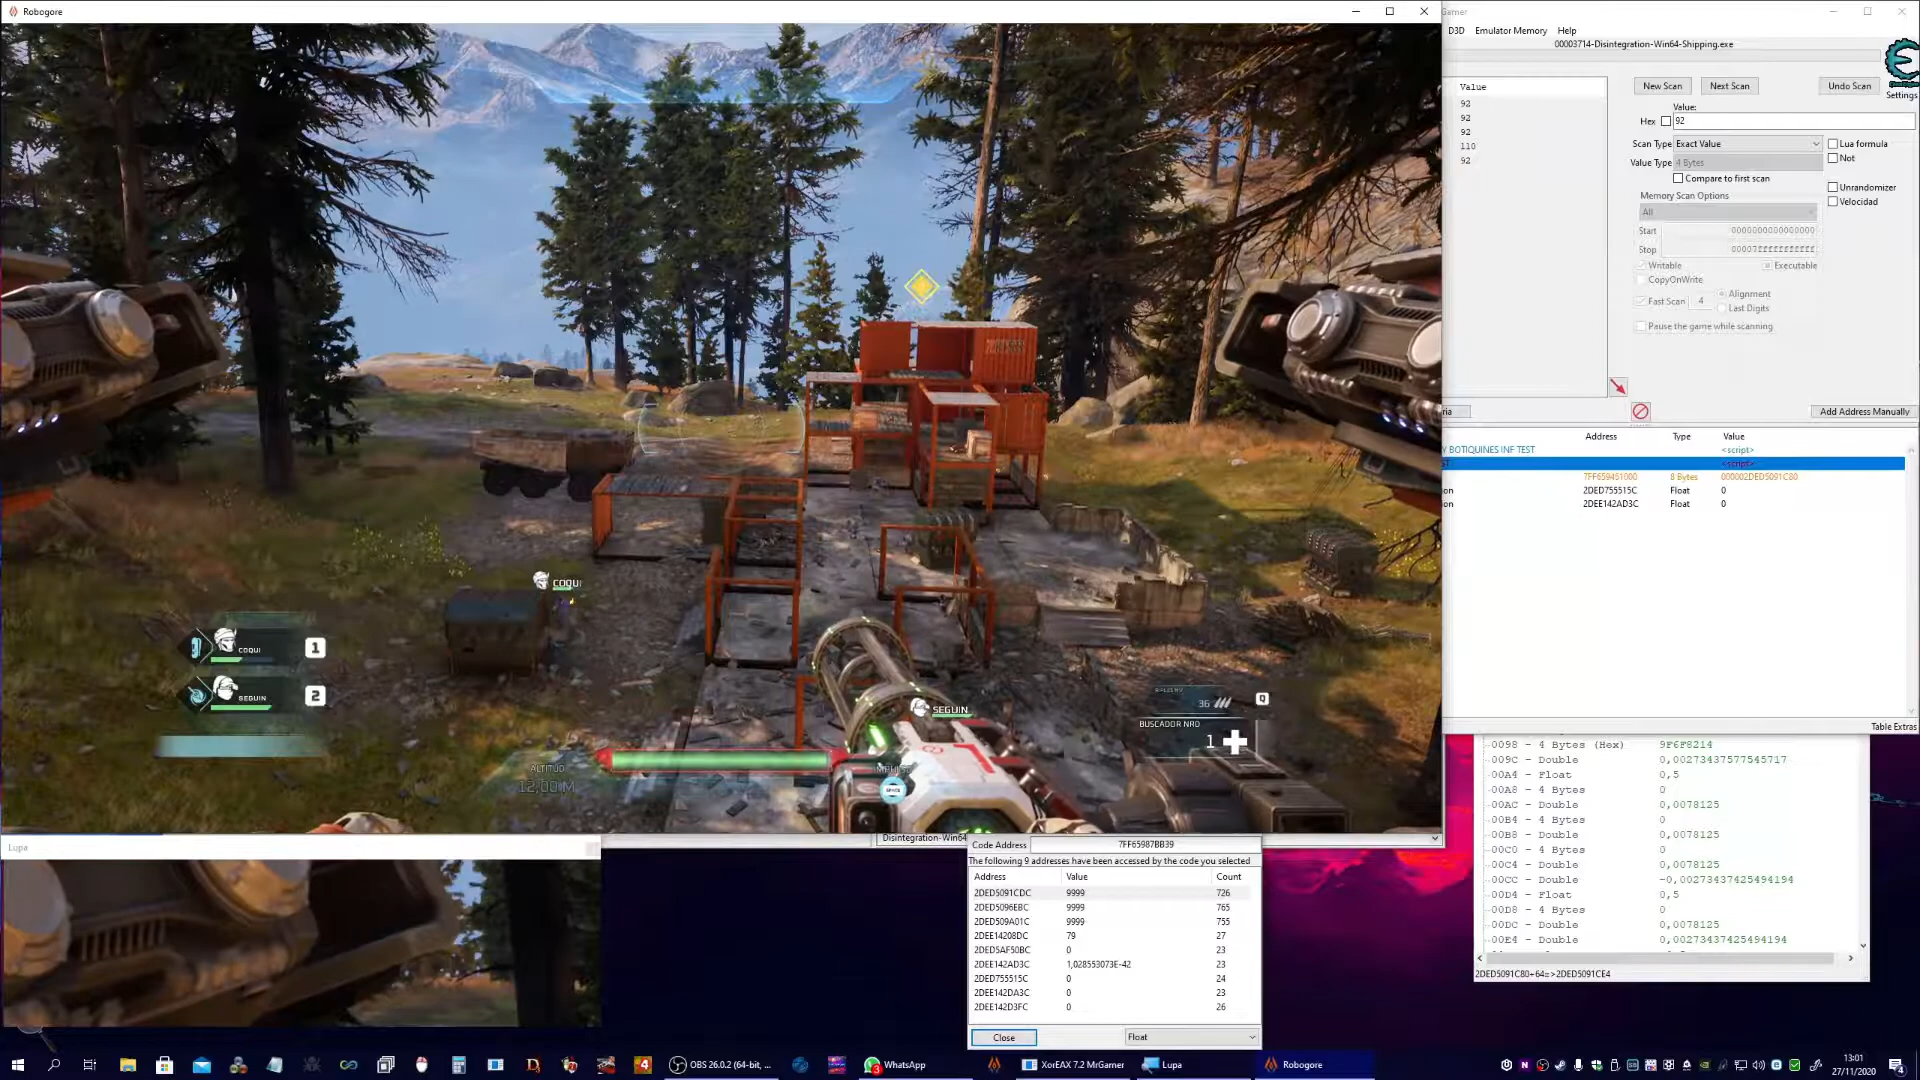 Robogore
Gamer
D3D Emulator Memory Help
00003714-Disintegration-Win64-Shipping.exe
Settings
New Scan Next Scan Undo Scan
Value
92
92
92
110
92
Value:
Hex 92
Scan Type Exact Value Lua formula
Not
Value Type 4 Bytes
Compare to first scan
Unrandomizer
Memory Scan Options
Velocidad
All
Start 0000000000000000
Stop 00007fffffffffff
Writable Executable
CopyOnWrite
Fast Scan 4 Alignment
Last Digits
Pause the game while scanning
Add Address Manually
Address Type Value
Y BOTIQUINES INF TEST <script>
<script>
7FF659451000 8 Bytes 000002DED5091C80
on 2DED755515C Float 0
on 2DEE142AD3C Float 0
Table Extras
COQUI
COQUI 1
SEGUIN 2
SEGUIN
36 Q
BUSCADOR NRO
1
ALTITUD
12,00 M
SPACE
-0098 - 4 Bytes (Hex) 9F6F8214
-009C - Double 0,00273437577545717
-00A4 - Float 0,5
-00A8 - 4 Bytes 0
-00AC - Double 0,0078125
-00B4 - 4 Bytes 0
-00B8 - Double 0,0078125
-00C0 - 4 Bytes 0
-00C4 - Double 0,0078125
-00CC - Double -0,00273437425494194
-00D4 - Float 0,5
-00D8 - 4 Bytes 0
-00DC - Double 0,0078125
-00E4 - Double 0,00273437425494194
2DED5091C80+64=>2DED5091CE4
Lupa
Disintegration-Win64
Code Address 7FF65987BB39
The following 9 addresses have been accessed by the code you selected
Address Value Count
2DED5091CDC 9999 726
2DED5096EBC 9999 765
2DED509A01C 9999 755
2DEE14208DC 79 27
2DED5AF50BC 0 23
2DEE142AD3C 1,028553073E-42 23
2DED755515C 0 24
2DEE142DA3C 0 23
2DEE142D3FC 0 26
Close Float
OBS 26.0.2 (64-bit, ... WhatsApp XorEAX 7.2 MrGamer Lupa Robogore
13:01
27/11/2020